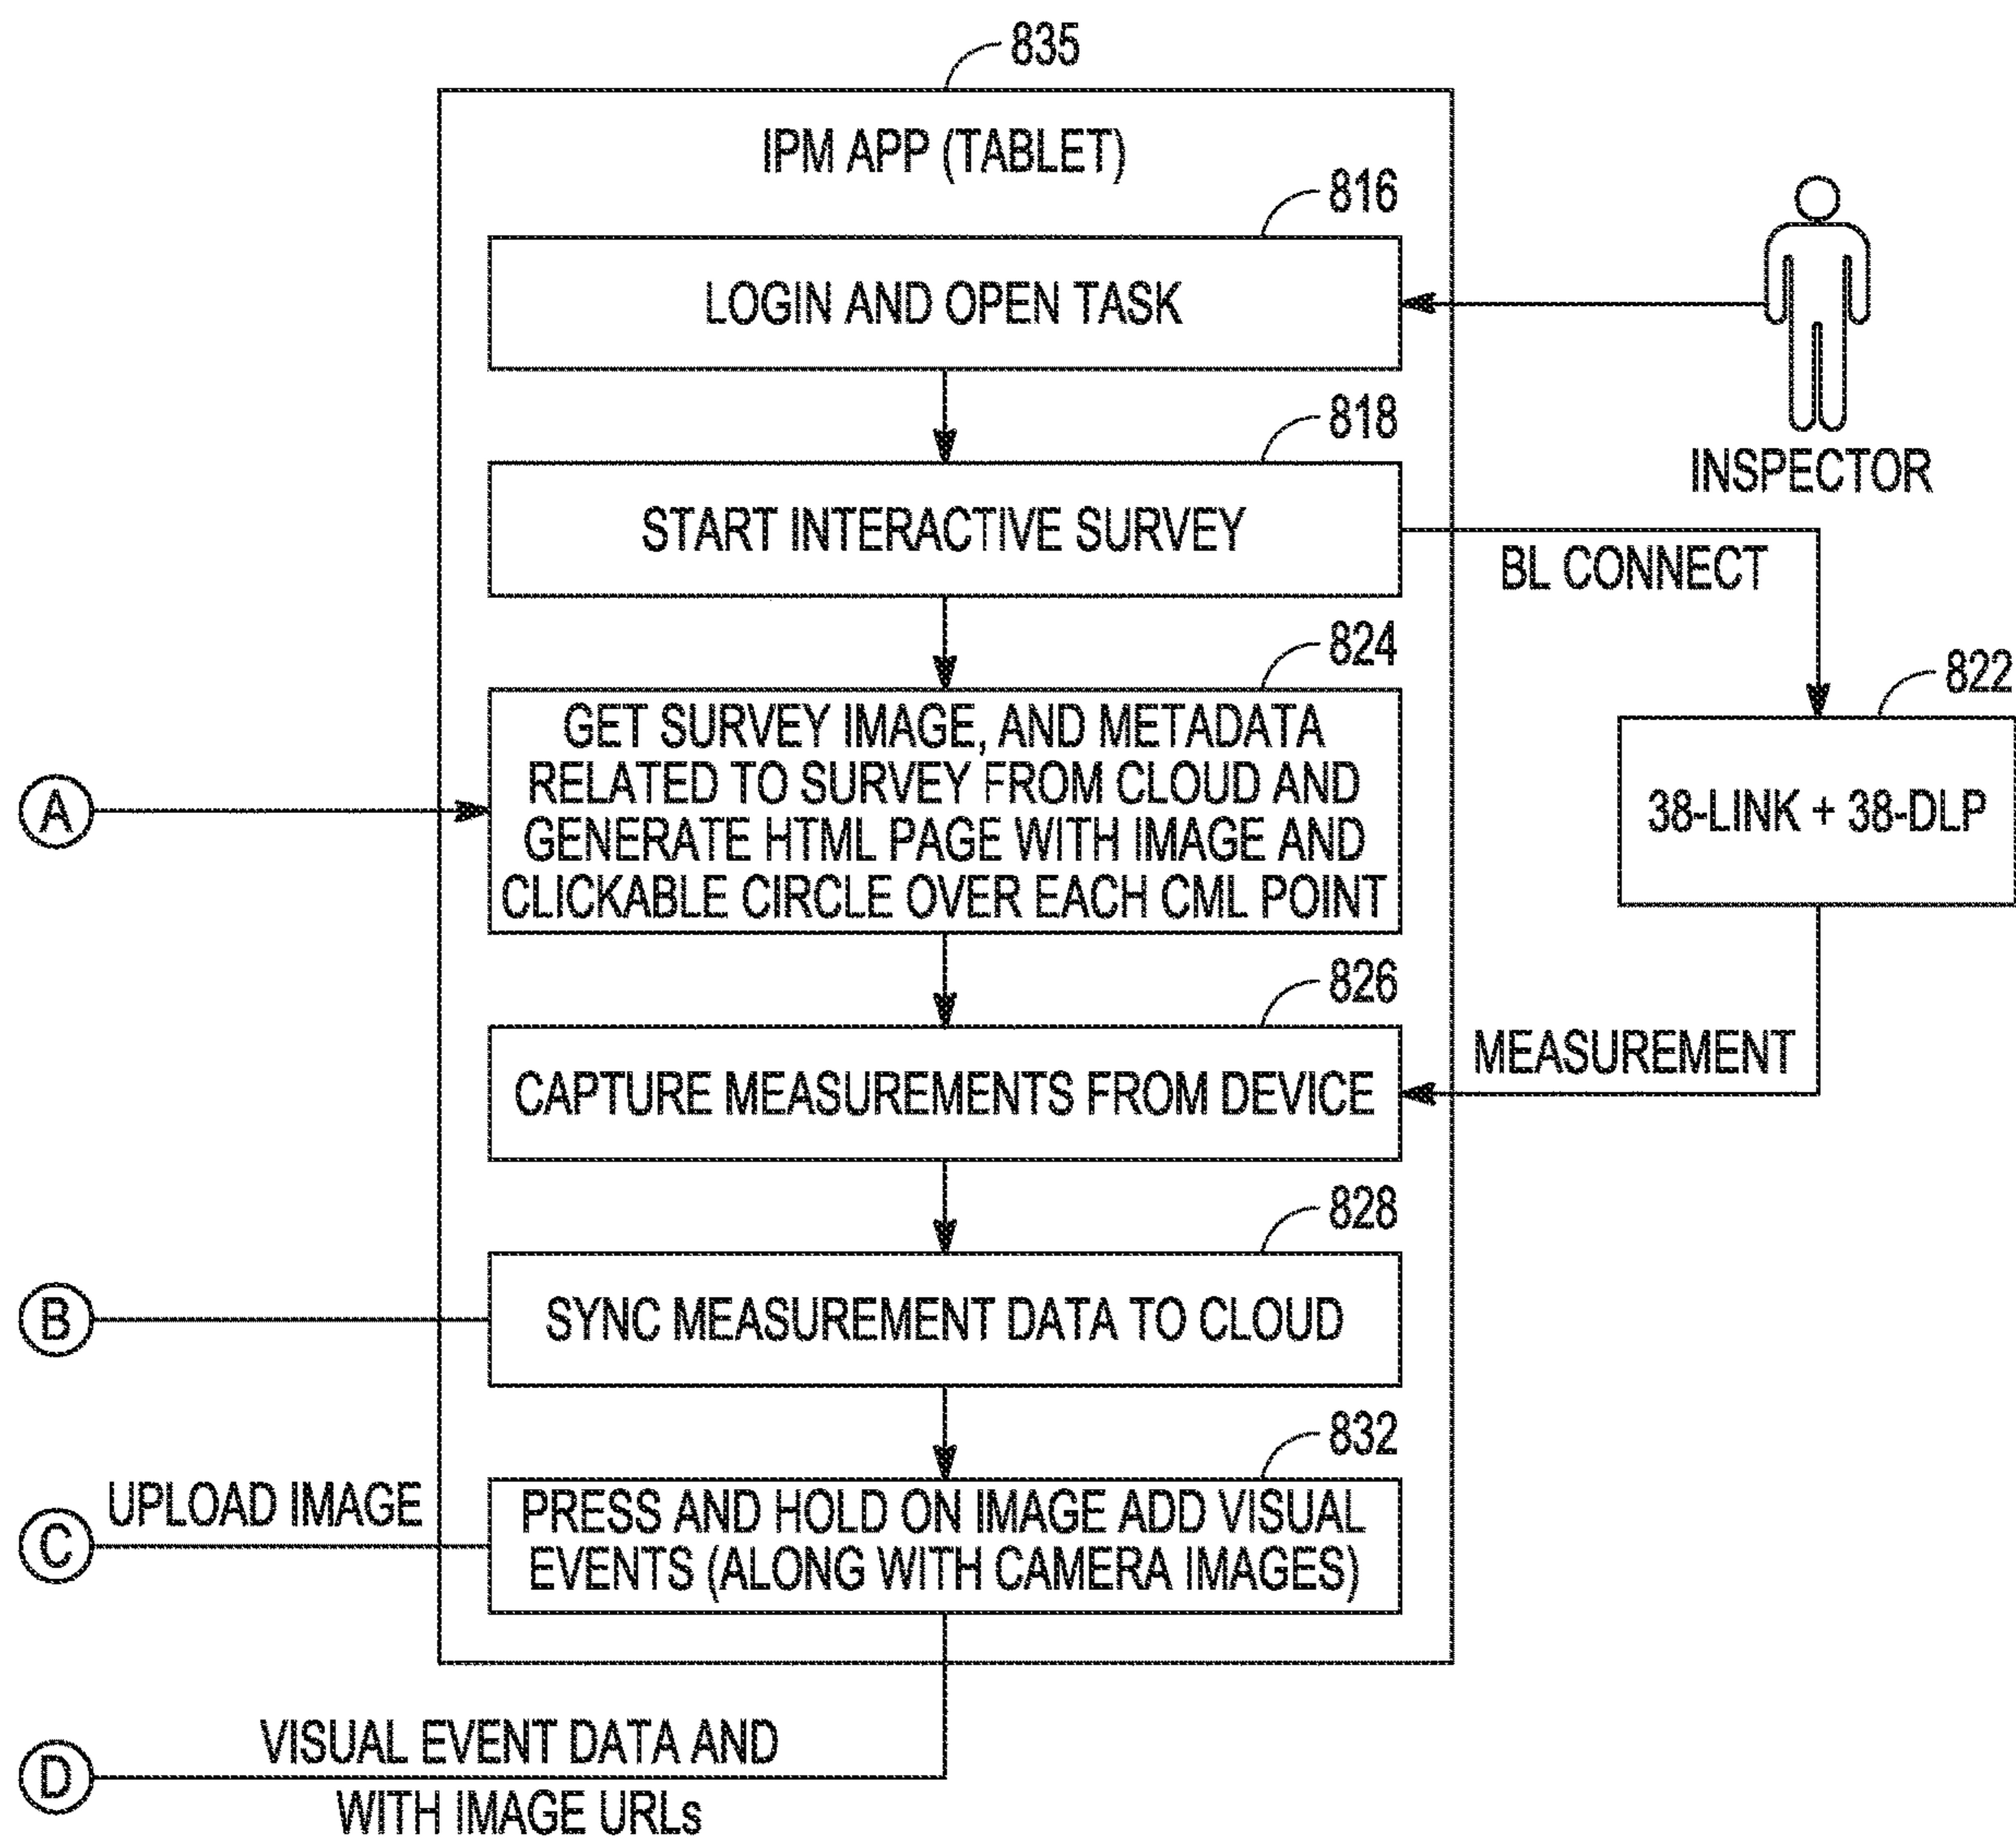 835
IPM APP (TABLET)
816
LOGIN AND OPEN TASK
INSPECTOR
818
START INTERACTIVE SURVEY
BL CONNECT
824
GET SURVEY IMAGE, AND METADATA
RELATED TO SURVEY FROM CLOUD AND
GENERATE HTML PAGE WITH IMAGE AND
CLICKABLE CIRCLE OVER EACH CML POINT
A
822
38-LINK + 38-DLP
826
CAPTURE MEASUREMENTS FROM DEVICE
MEASUREMENT
828
SYNC MEASUREMENT DATA TO CLOUD
B
832
PRESS AND HOLD ON IMAGE ADD VISUAL
EVENTS (ALONG WITH CAMERA IMAGES)
UPLOAD IMAGE
C
VISUAL EVENT DATA AND
WITH IMAGE URLs
D